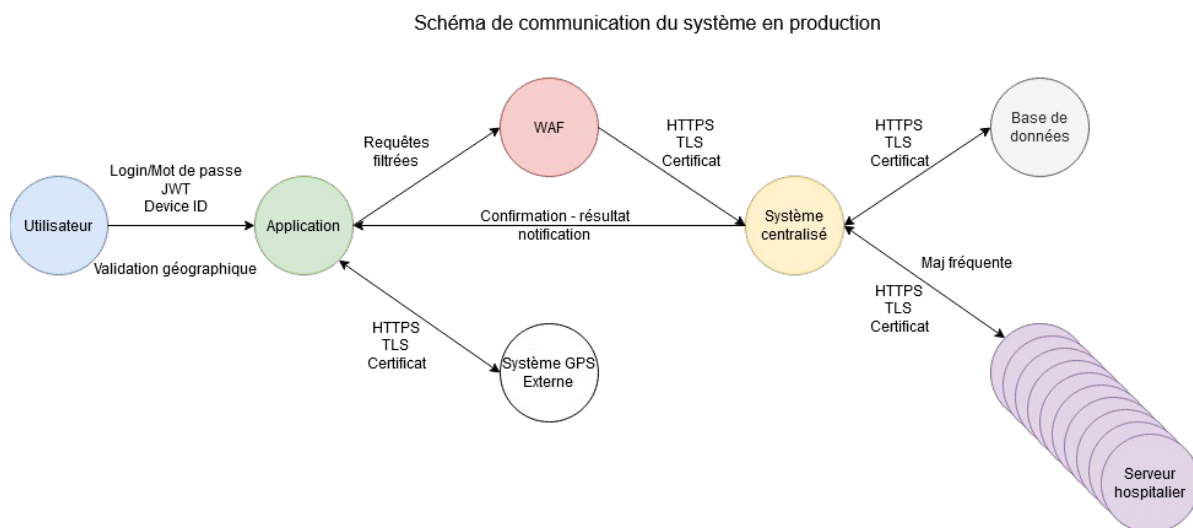 Schéma de communication du système en production
Utilisateur
Login/Mot de passe
JWT
Device ID
Validation géographique
Application
Requêtes
filtrées
WAF
HTTPS
TLS
Certificat
Confirmation - résultat
notification
HTTPS
TLS
Certificat
Système GPS
Externe
Système
centralisé
HTTPS
TLS
Certificat
Base de
données
Maj fréquente
HTTPS
TLS
Certificat
Serveur
hospitalier